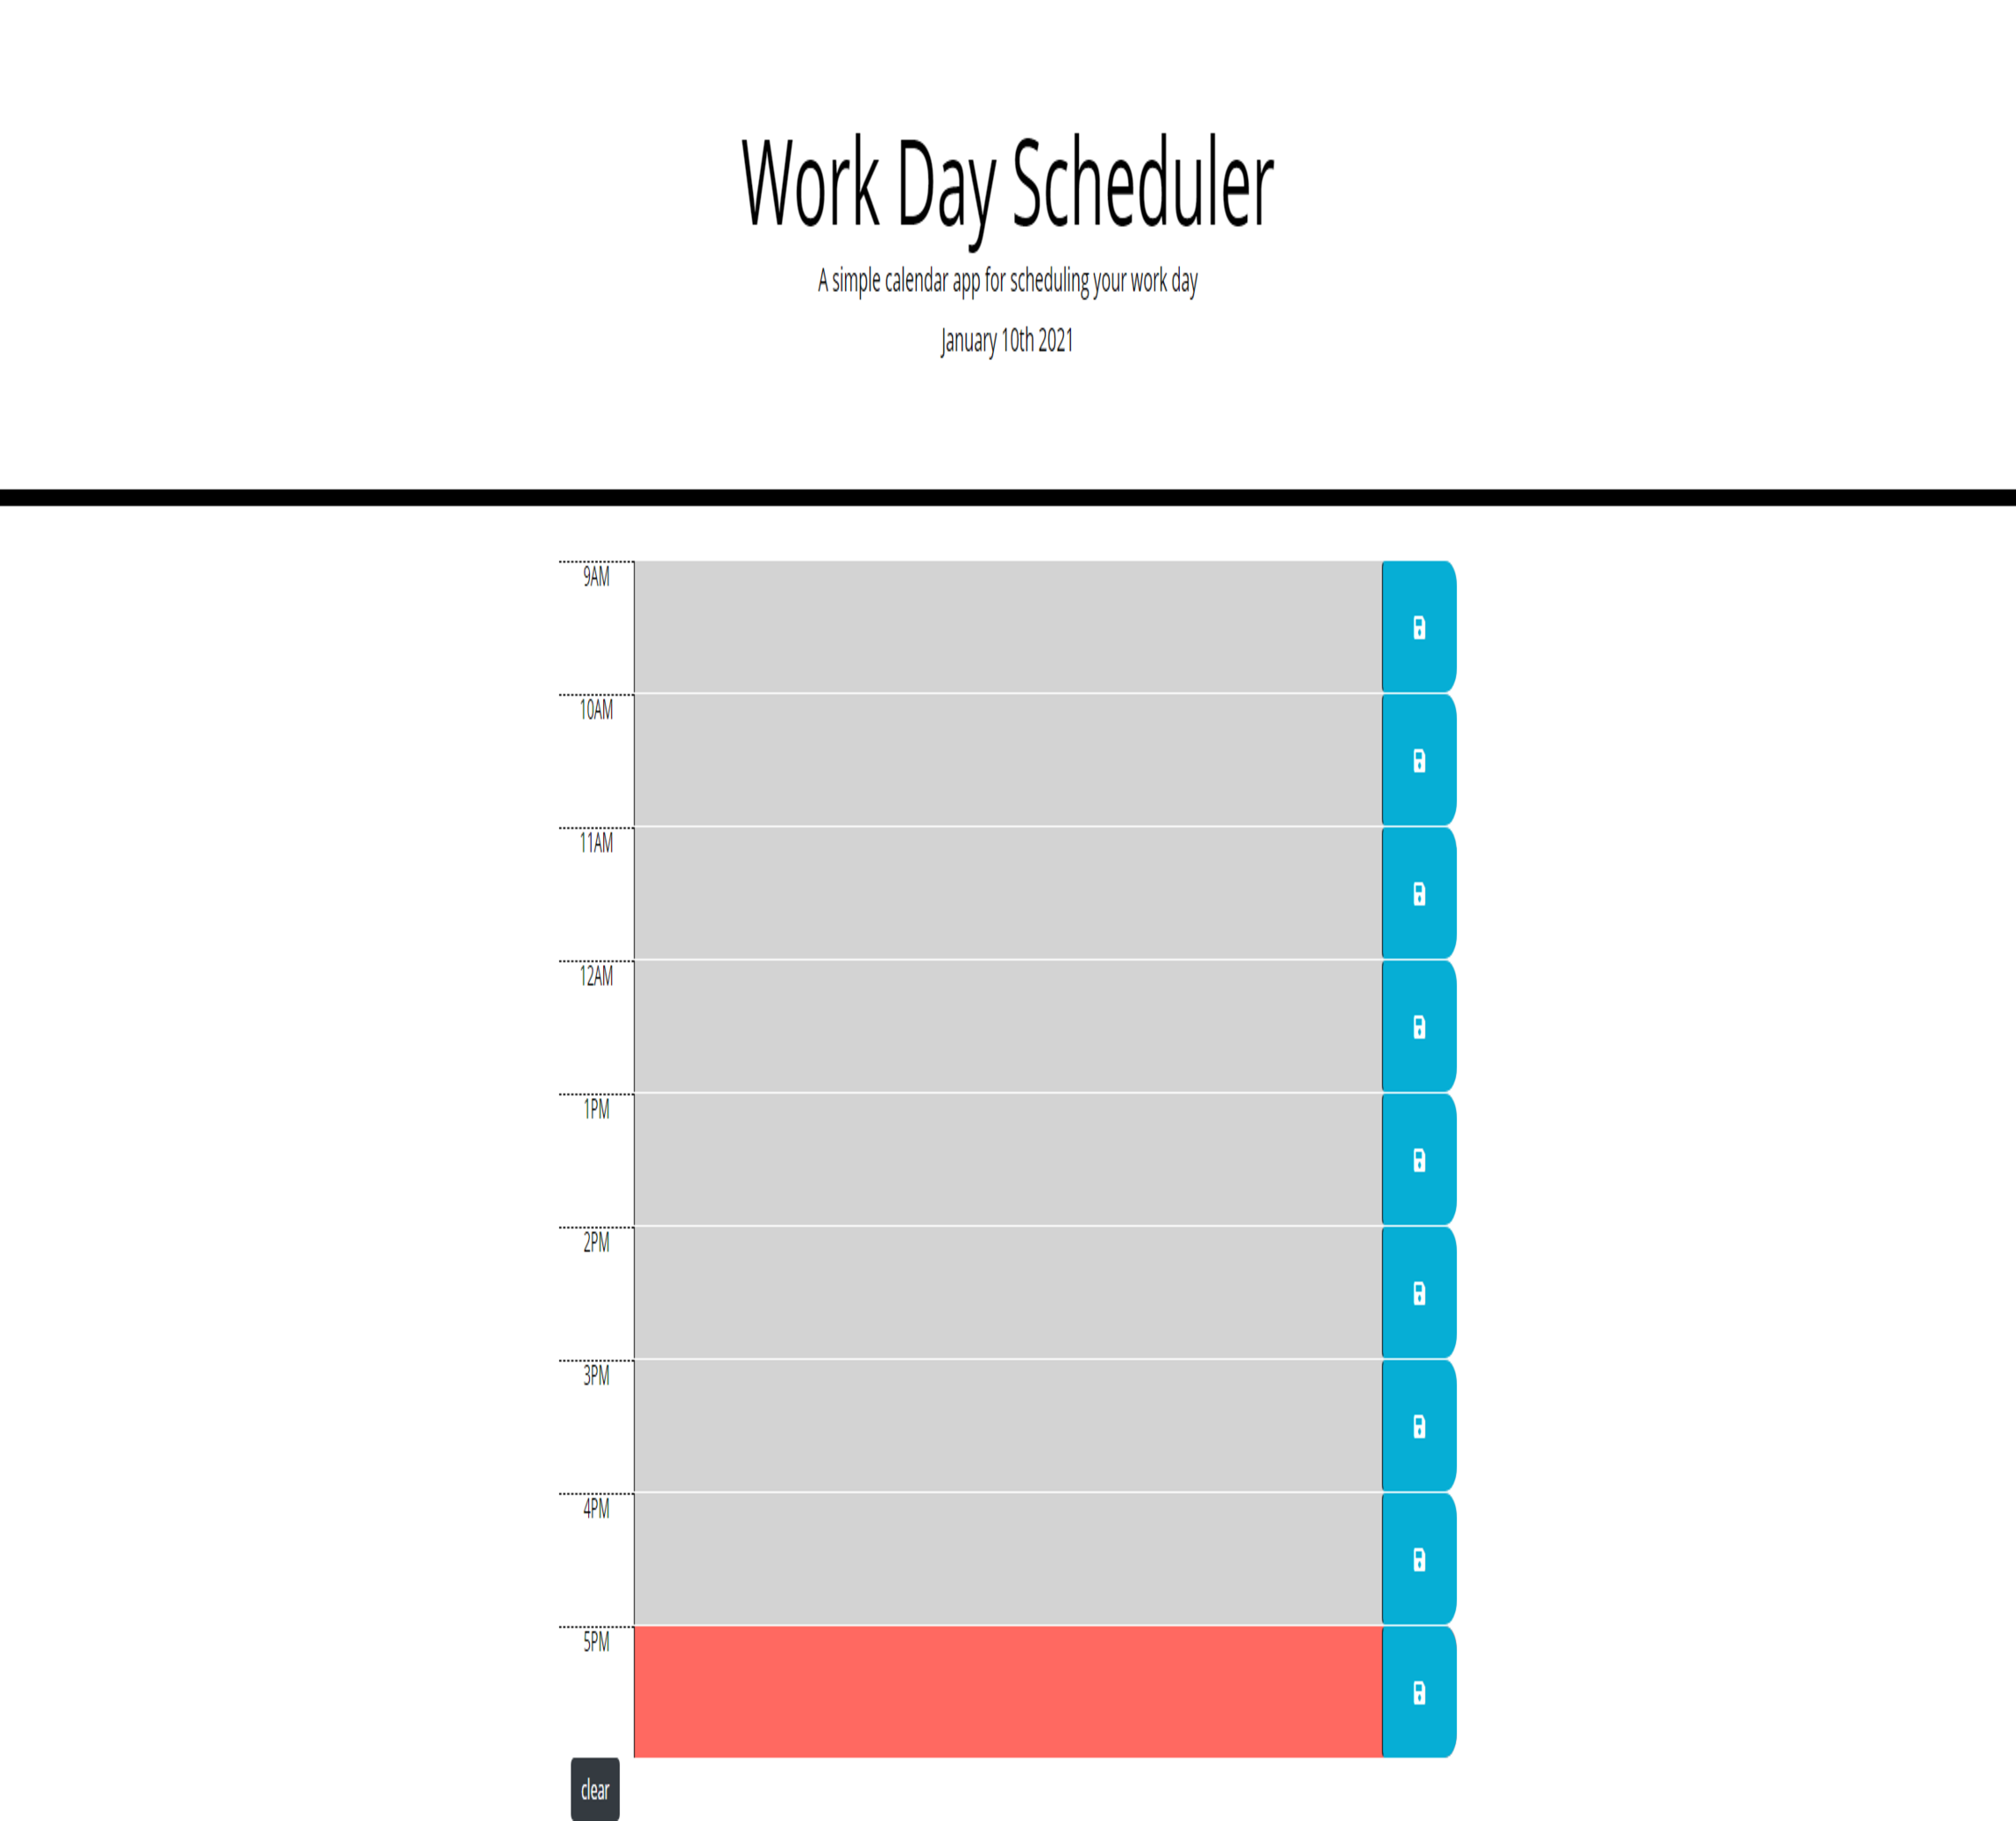 Work Day Scheduler
A simple calendar app for scheduling your work day
January 10th 2021
9AM
10AM
11AM
12AM
1PM
2PM
3PM
4PM
5PM
clear